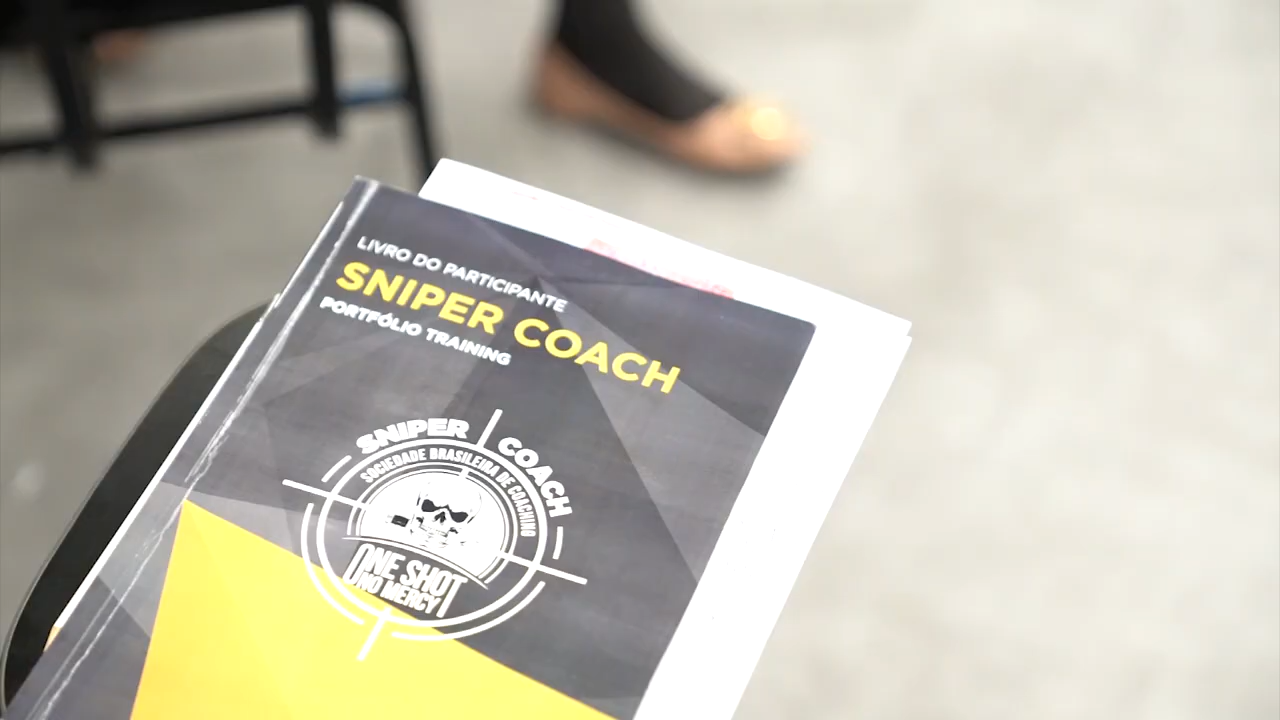 LIVRO DO PARTICIPANTE
SNIPER COACH
PORTFÓLIO TRAINING
SNIPER COACH
SOCIEDADE BRASILEIRA DE COACHING
ONE SHOT
NO MERCY